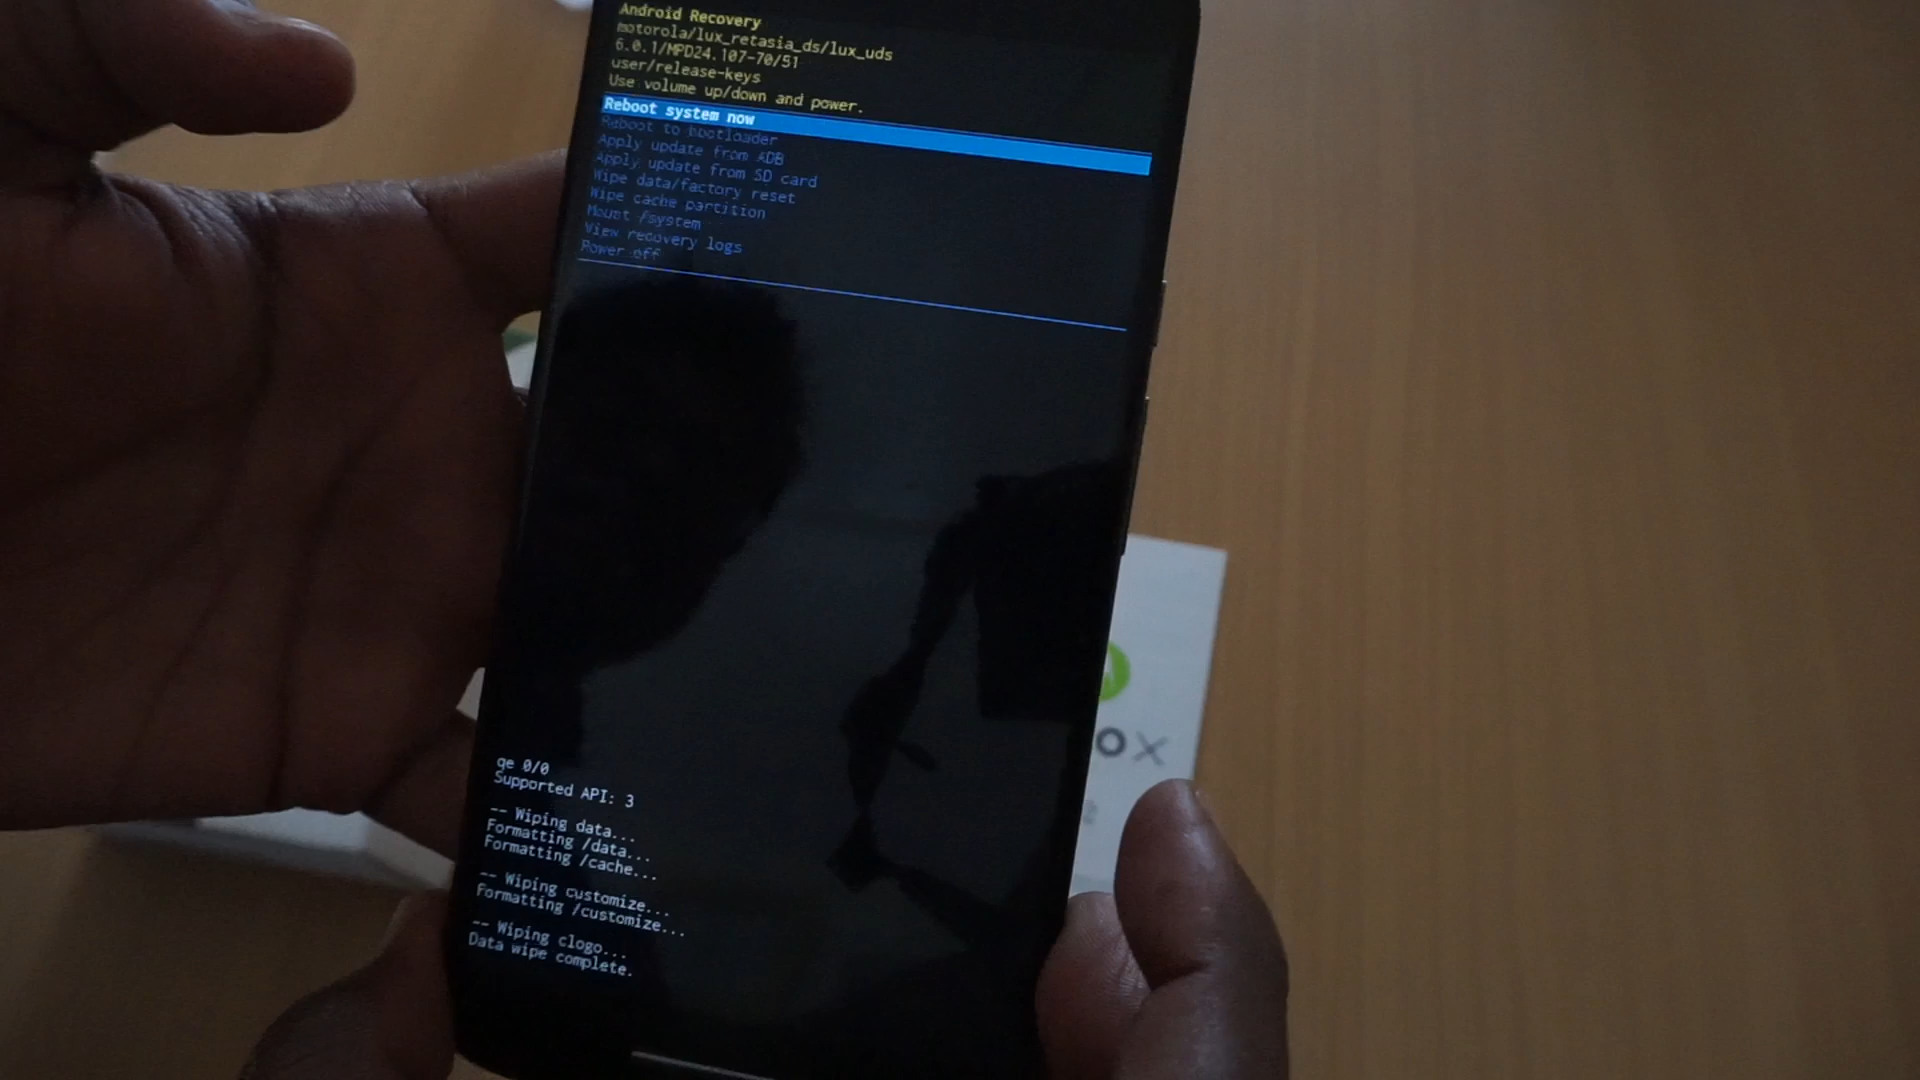 Android Recovery
motorola/lux_retasia_ds/lux_uds
6.0.1/MPD24.107-70/51
user/release-keys
Use volume up/down and power.
Reboot system now
Reboot to bootloader
Apply update from ADB
Apply update from SD card
Wipe data/factory reset
Wipe cache partition
Mount /system
View recovery logs
Power off
qe 0/0
Supported API: 3
-- Wiping data...
Formatting /data...
Formatting /cache...
-- Wiping customize...
Formatting /customize...
-- Wiping clogo...
Data wipe complete.
o X